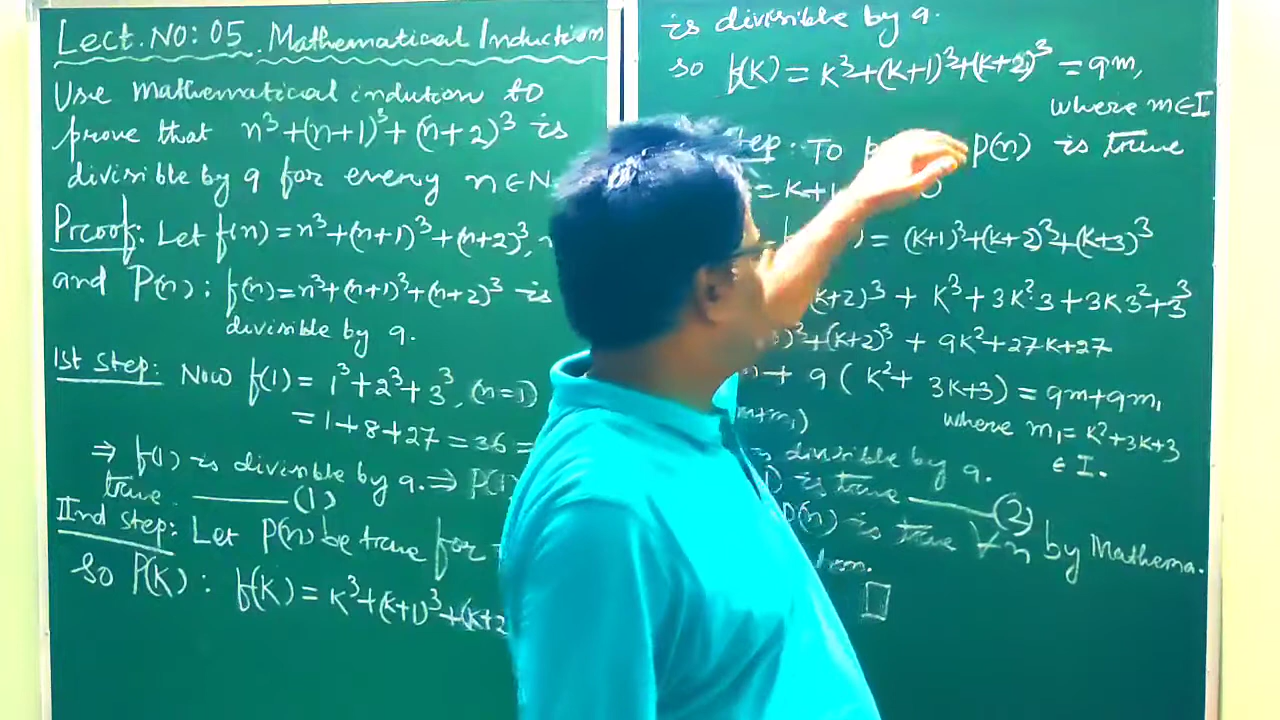 Lect. NO: 05. Mathematical Induction
Use mathematical indution to
prove that n³+(n+1)³+(n+2)³ is
divisible by 9 for every n∈N
Proof: Let f(n)=n³+(n+1)³+(n+2)³,
and P(n): f(n)=n³+(n+1)³+(n+2)³ is
divisible by 9.
Ist step: Now f(1) = 1³+2³+3³, (n=1)
=1+8+27=36=
⇒ f(1) is divisible by 9. ⇒ P(1)
true. ——— (1)
IInd step: Let P(n) be true for
So P(K): f(K) = K³+(K+1)³+(K+2
is divisible by 9.
so f(K) = K³+(K+1)³+(K+2)³ = 9m,
where m∈I
step. To P(n) is true
= K+1
= (K+1)³+(K+2)³+(K+3)³
(K+2)³ + K³+3K².3+3K3²+3³
)³+(K+2)³ + 9K²+27K+27
+ 9(K²+3K+3) = 9m+9m₁
where m₁=K²+3K+3
∈ I.
m+m₁)
is divisible by 9.
) is true ——— (2)
P(n) is true ∀n by Mathema.